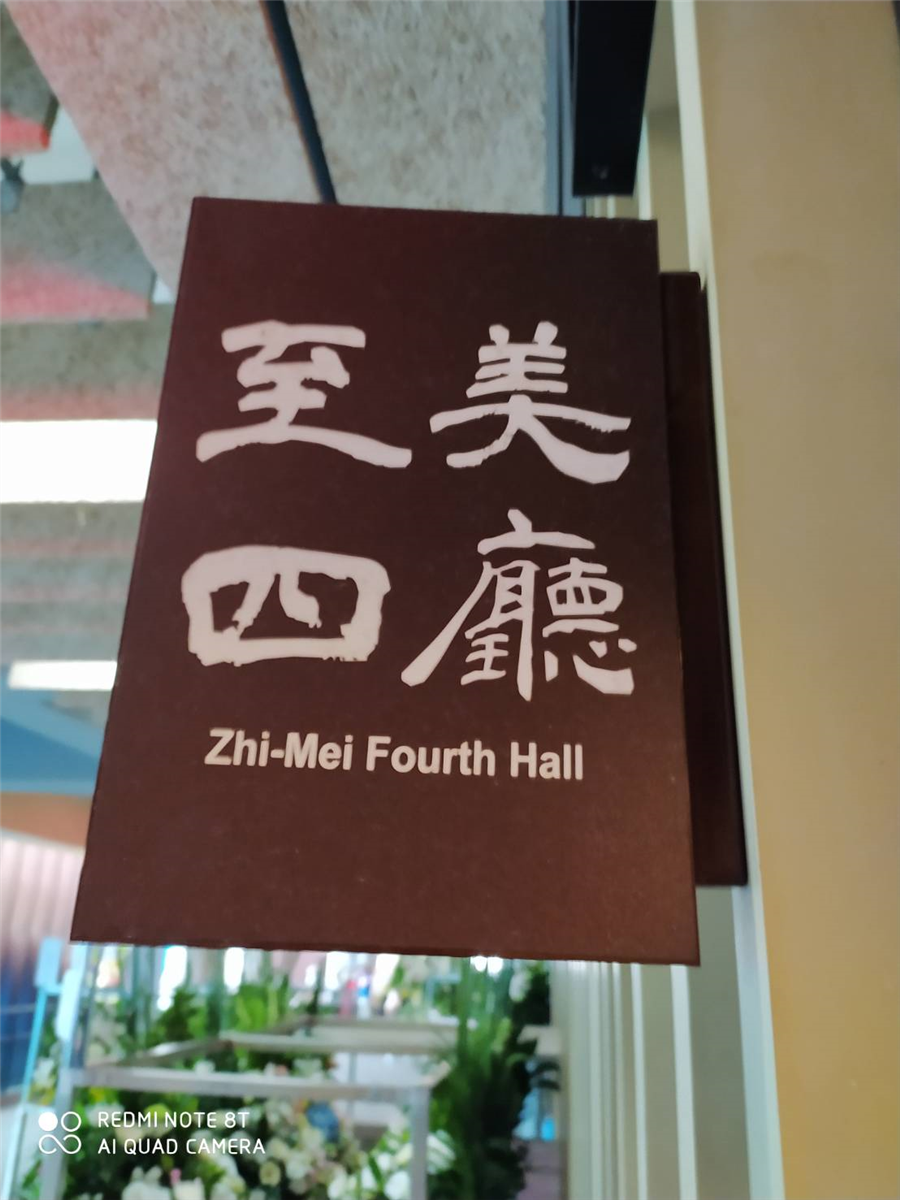 至美
四廳
Zhi-Mei Fourth Hall
REDMI NOTE 8T
AI QUAD CAMERA